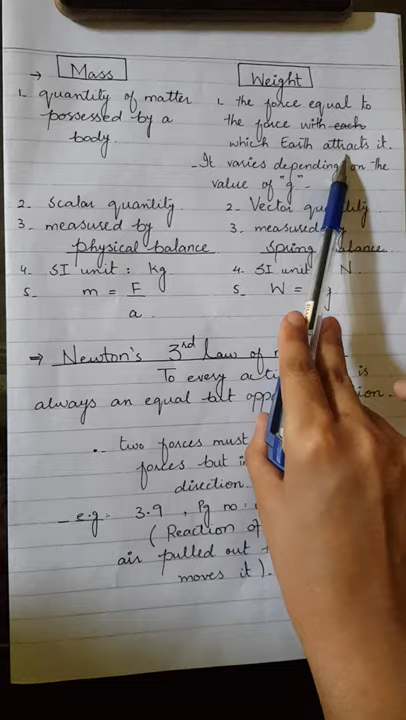 → Mass
Weight
1. quantity of matter
possessed by a
body.
1. the force equal to
the force with each
which Earth attracts it.
- It varies depending on the
value of "g".
2. Scalar quantity.
3. measured by
physical balance
4. SI unit : kg
5. m = F
a.
2. Vector quantity
3. measured
Spring balance
4. SI unit N.
5. W =
→ Newton's 3rd Law of
To every is
always an equal but
two forces must
forces but
direction.
- e.g - 3.9 , Pg no :
(Reaction of
air pulled out
moves it).